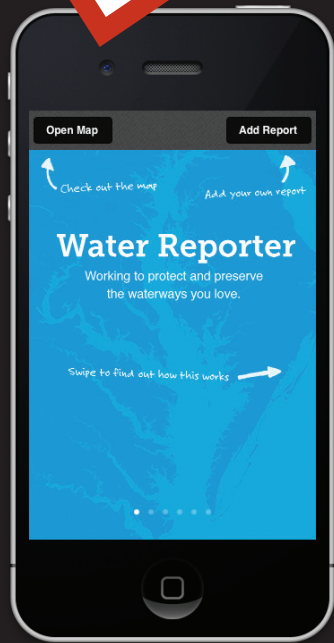 Open Map
Add Report
Check out the map
Add your own report
Water Reporter
Working to protect and preserve
the waterways you love.
Swipe to find out how this works